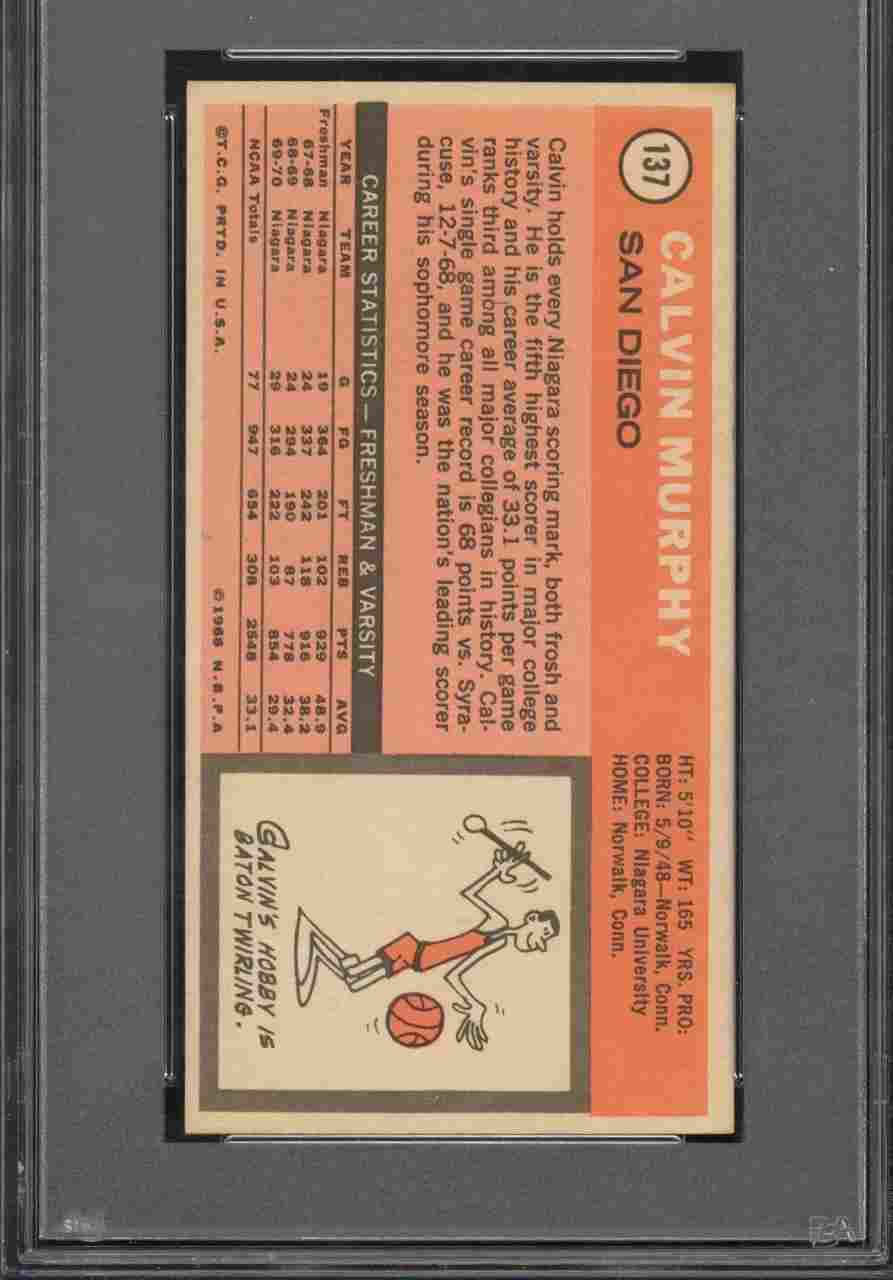 137
CALVIN MURPHY
SAN DIEGO
HT: 5'10" WT: 165 YRS. PRO:
BORN: 5/9/48—Norwalk, Conn.
COLLEGE: Niagara University
HOME: Norwalk, Conn.
Calvin holds every Niagara scoring mark, both frosh and
varsity. He is the fifth highest scorer in major college
history and his career average of 33.1 points per game
ranks third among all major collegians in history. Cal-
vin's single game career record is 68 points vs. Syra-
cuse, 12-7-68, and he was the nation's leading scorer
during his sophomore season.
CAREER STATISTICS — FRESHMAN & VARSITY
YEAR TEAM G FG FT REB PTS AVG
Freshman Niagara 19 364 201 102 929 48.9
67-68 Niagara 24 337 242 118 916 38.2
68-69 Niagara 24 294 190 87 778 32.4
69-70 Niagara 29 316 222 103 854 29.4
NCAA Totals 77 947 654 308 2548 33.1
©T.C.G. PRTD. IN U.S.A. © 1968 N.B.P.A
CALVIN'S HOBBY IS
BATON TWIRLING.
PSA